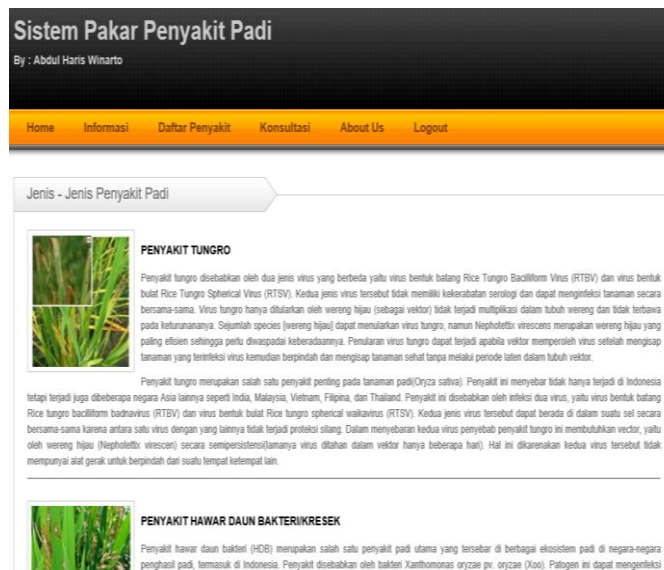 Sistem Pakar Penyakit Padi
By : Abdul Haris Winarto
Home Informasi Daftar Penyakit Konsultasi About Us Logout
Jenis - Jenis Penyakit Padi
PENYAKIT TUNGRO
Penyakit tungro disebabkan oleh dua jenis virus yang berbeda yaitu virus bentuk batang Rice Tungro Bacilliform Virus (RTBV) dan virus bentuk
bulat Rice Tungro Spherical Virus (RTSV). Kedua jenis virus tersebut tidak memiliki kekerabatan serologi dan dapat menginfeksi tanaman secara
bersama-sama. Virus tungro hanya ditularkan oleh wereng hijau (sebagai vektor) tidak terjadi multiplikasi dalam tubuh wereng dan tidak terbawa
pada keturunananya. Sejumlah species [wereng hijau] dapat menularkan virus tungro, namun Nephotettix virescens merupakan wereng hijau yang
paling efisien sehingga perlu diwaspadai keberadaannya. Penularan virus tungro dapat terjadi apabila vektor memperoleh virus setelah mengisap
tanaman yang terinfeksi virus kemudian berpindah dan mengisap tanaman sehat tanpa melalui periode laten dalam tubuh vektor.
Penyakit tungro merupakan salah satu penyakit penting pada tanaman padi(Oryza sativa). Penyakit ini menyebar tidak hanya terjadi di Indonesia
tetapi terjadi juga dibeberapa negara Asia lainnya seperti India, Malaysia, Vietnam, Filipina, dan Thailand. Penyakit ini disebabkan oleh infeksi dua virus, yaitu virus bentuk batang
Rice tungro bacilliform badnavirus (RTBV) dan virus bentuk bulat Rice tungro spherical waikavirus (RTSV). Kedua jenis virus tersebut dapat berada di dalam suatu sel secara
bersama-sama karena antara satu virus dengan yang lainnya tidak terjadi proteksi silang. Dalam menyebaran kedua virus penyebab penyakit tungro ini membutuhkan vector, yaitu
oleh wereng hijau (Nephotettix virescen) secara semipersistensi(lamanya virus ditahan dalam vektor hanya beberapa hari). Hal ini dikarenakan kedua virus tersebut tidak
mempunyai alat gerak untuk berpindah dari suatu tempat ketempat lain.
PENYAKIT HAWAR DAUN BAKTERI/KRESEK
Penyakit hawar daun bakteri (HDB) merupakan salah satu penyakit padi utama yang tersebar di berbagai ekosistem padi di negara-negara
penghasil padi, termasuk di Indonesia. Penyakit disebabkan oleh bakteri Xanthomonas oryzae pv. oryzae (Xoo). Patogen ini dapat mengenfeksi